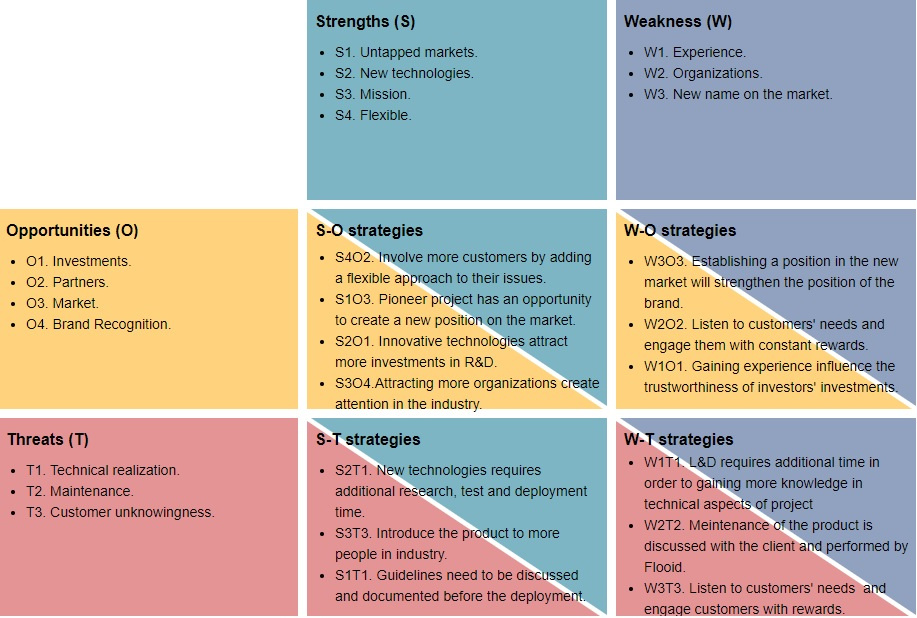 Strengths (S)
S1. Untapped markets.
S2. New technologies.
S3. Mission.
S4. Flexible.
Weakness (W)
W1. Experience.
W2. Organizations.
W3. New name on the market.
Opportunities (O)
O1. Investments.
O2. Partners.
O3. Market.
O4. Brand Recognition.
S-O strategies
S4O2. Involve more customers by adding
a flexible approach to their issues.
S1O3. Pioneer project has an opportunity
to create a new position on the market.
S2O1. Innovative technologies attract
more investments in R&D.
S3O4.Attracting more organizations create
attention in the industry.
W-O strategies
W3O3. Establishing a position in the new
market will strengthen the position of the
brand.
W2O2. Listen to customers' needs and
engage them with constant rewards.
W1O1. Gaining experience influence the
trustworthiness of investors' investments.
Threats (T)
T1. Technical realization.
T2. Maintenance.
T3. Customer unknowingness.
S-T strategies
S2T1. New technologies requires
additional research, test and deployment
time.
S3T3. Introduce the product to more
people in industry.
S1T1. Guidelines need to be discussed
and documented before the deployment.
W-T strategies
W1T1. L&D requires additional time in
order to gaining more knowledge in
technical aspects of project
W2T2. Meintenance of the product is
discussed with the client and performed by
Flooid.
W3T3. Listen to customers' needs and
engage customers with rewards.